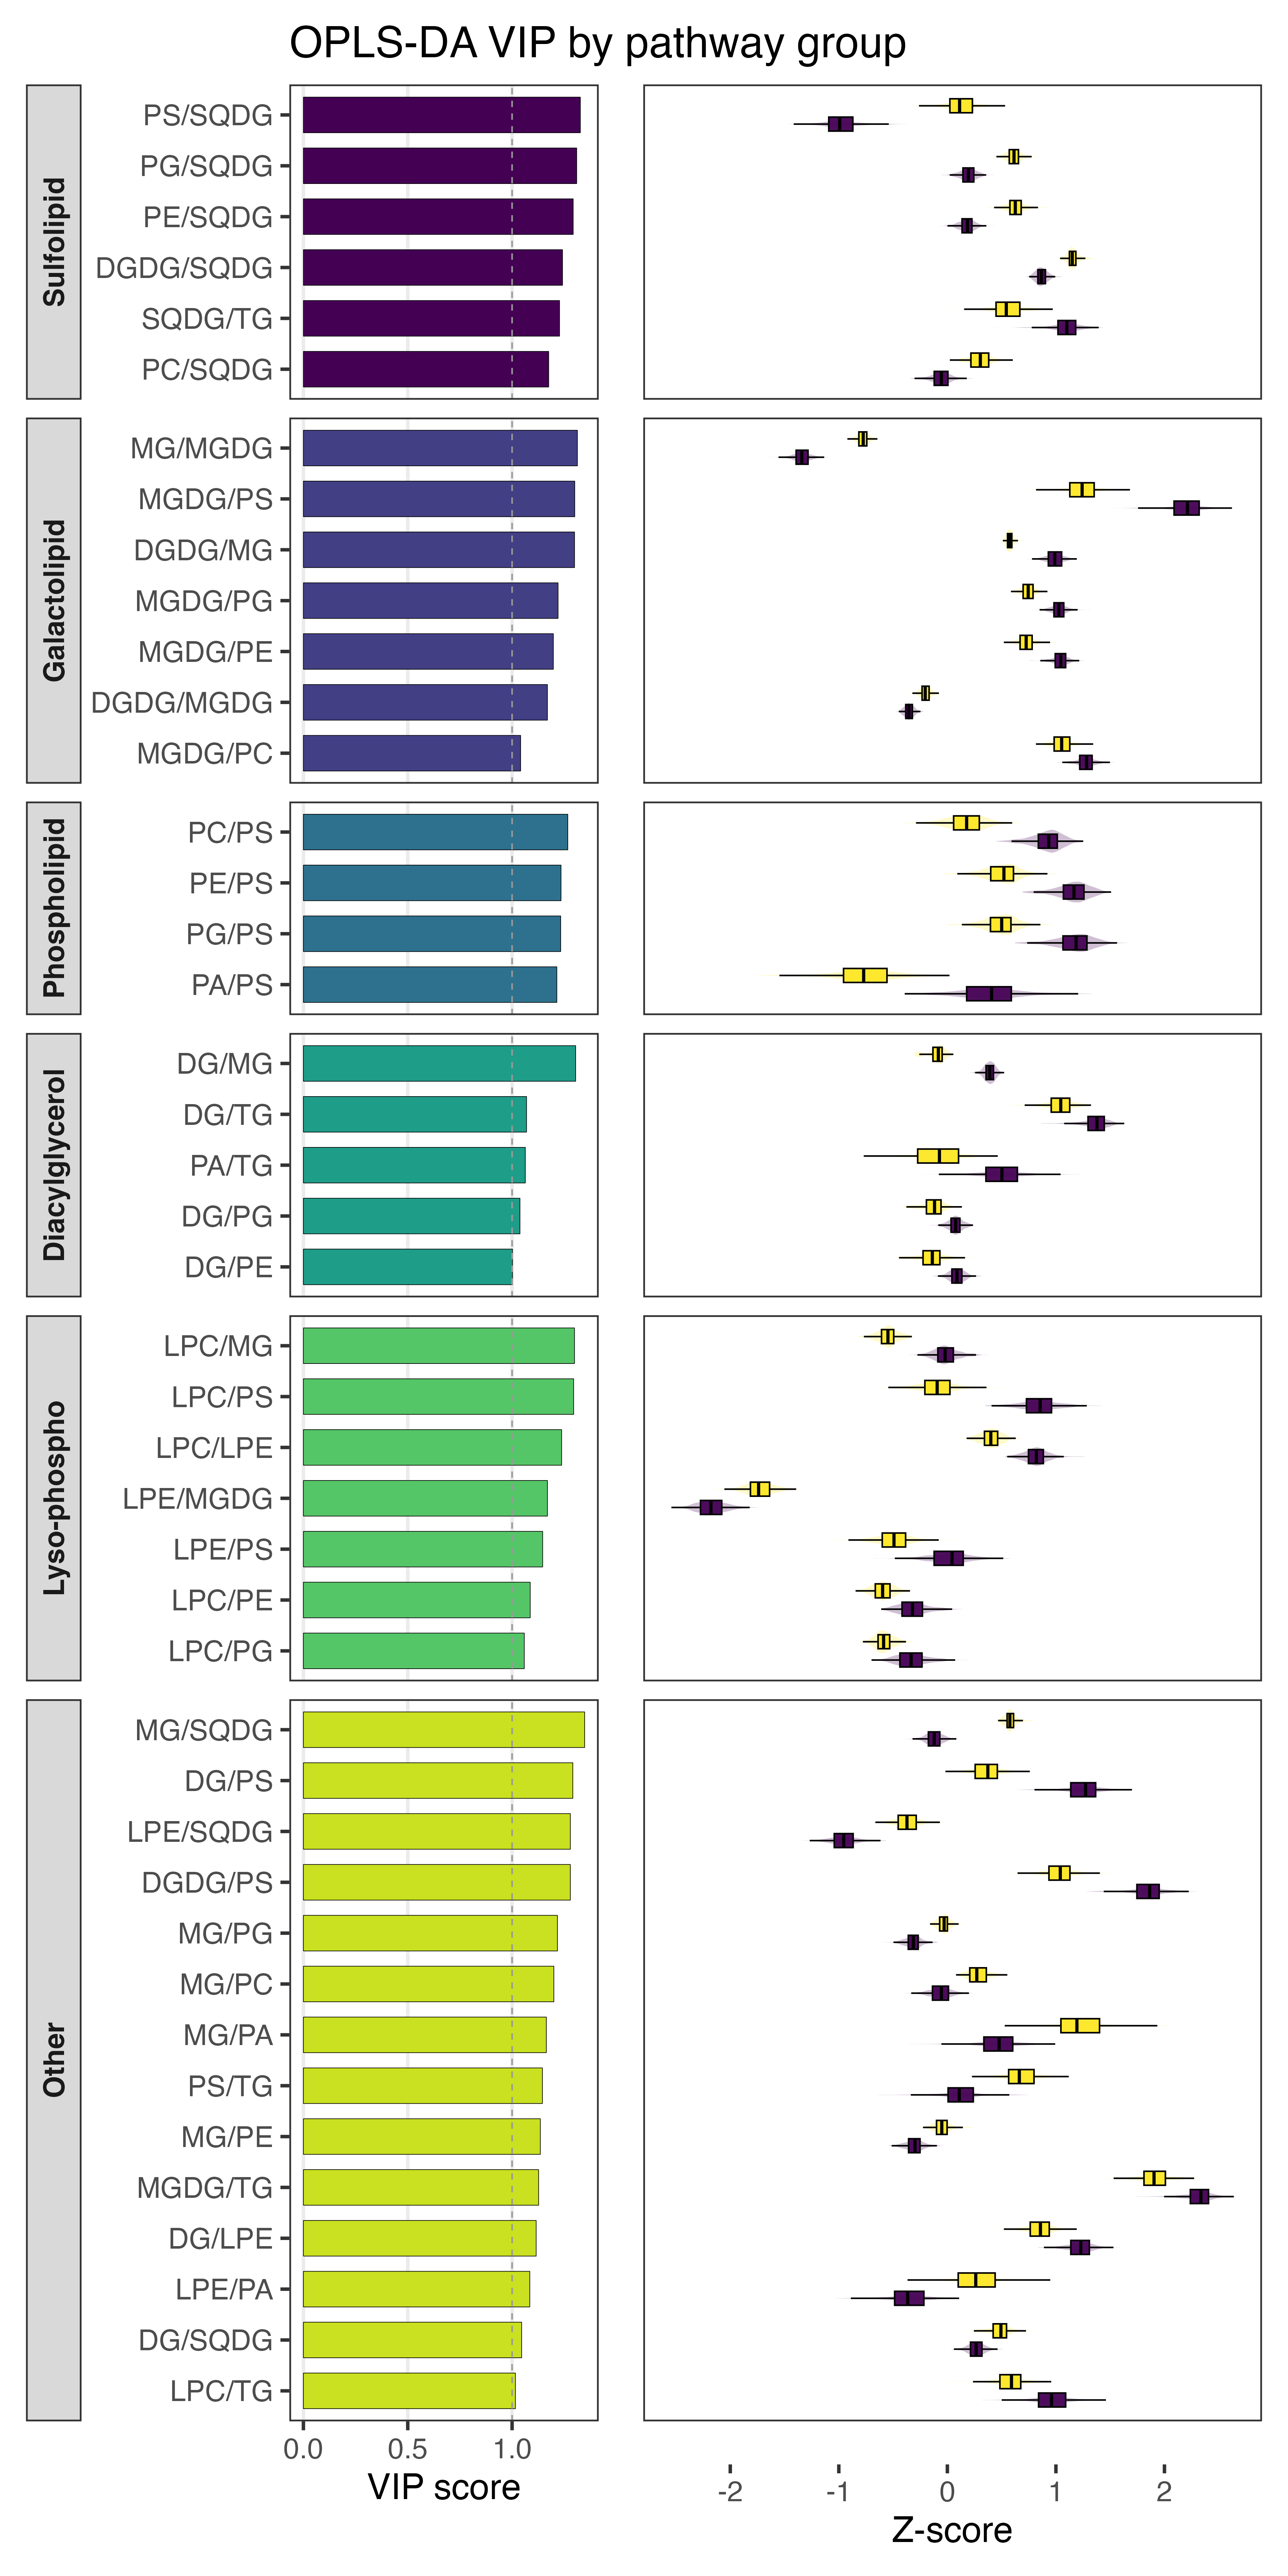 OPLS-DA VIP by pathway group
Sulfolipid
PS/SQDG
PG/SQDG
PE/SQDG
DGDG/SQDG
SQDG/TG
PC/SQDG
Galactolipid
MG/MGDG
MGDG/PS
DGDG/MG
MGDG/PG
MGDG/PE
DGDG/MGDG
MGDG/PC
Phospholipid
PC/PS
PE/PS
PG/PS
PA/PS
Diacylglycerol
DG/MG
DG/TG
PA/TG
DG/PG
DG/PE
Lyso-phospho
LPC/MG
LPC/PS
LPC/LPE
LPE/MGDG
LPE/PS
LPC/PE
LPC/PG
Other
MG/SQDG
DG/PS
LPE/SQDG
DGDG/PS
MG/PG
MG/PC
MG/PA
PS/TG
MG/PE
MGDG/TG
DG/LPE
LPE/PA
DG/SQDG
LPC/TG
0.0 0.5 1.0
VIP score
-2 -1 0 1 2
Z-score